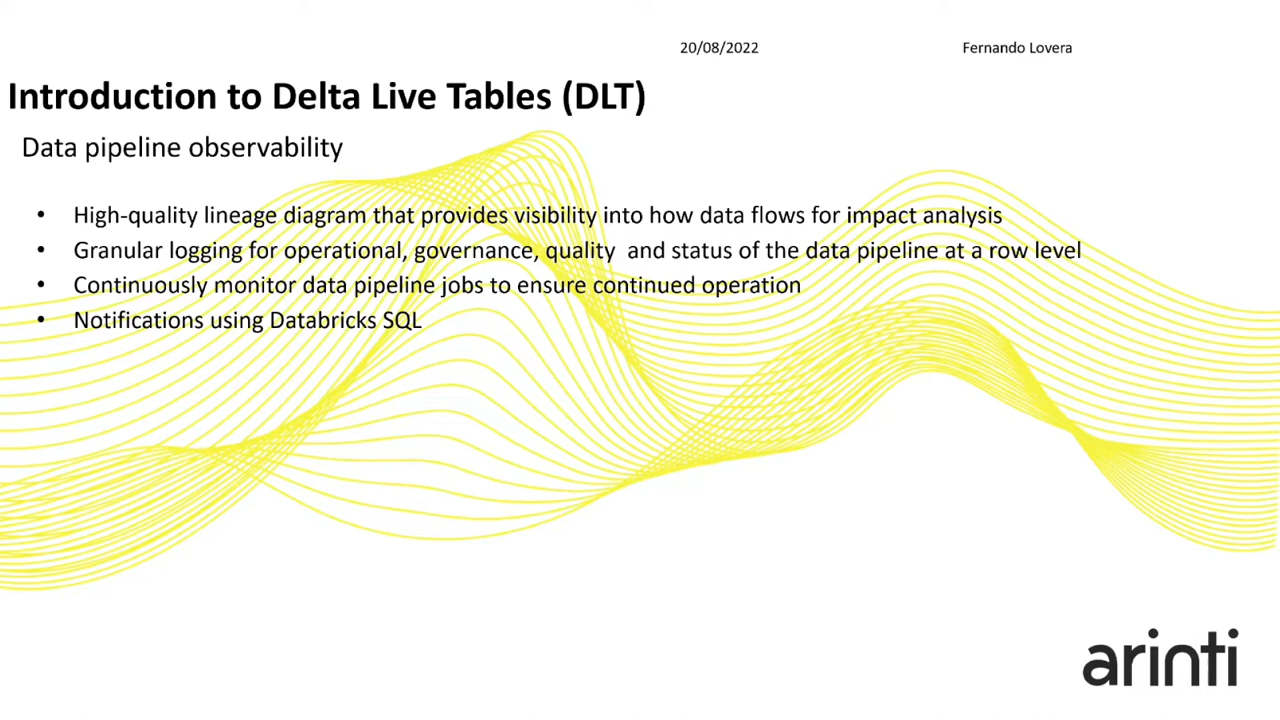 20/08/2022
Fernando Lovera
Introduction to Delta Live Tables (DLT)
Data pipeline observability
• High-quality lineage diagram that provides visibility into how data flows for impact analysis
• Granular logging for operational, governance, quality  and status of the data pipeline at a row level
• Continuously monitor data pipeline jobs to ensure continued operation
• Notifications using Databricks SQL
arinti